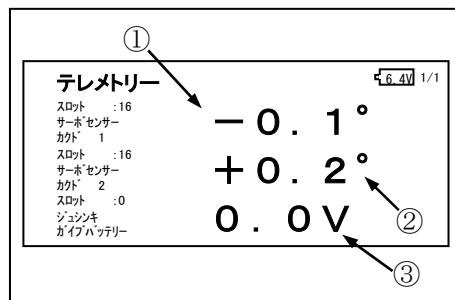 ①
テレメトリー
6.4V 1/1
スロット :16
サーボセンサー
カクド 1
－0.1°
スロット :16
サーボセンサー
カクド 2
＋0.2°
②
スロット :0
ジュシンキ
ガイブバッテリー
0.0V
③